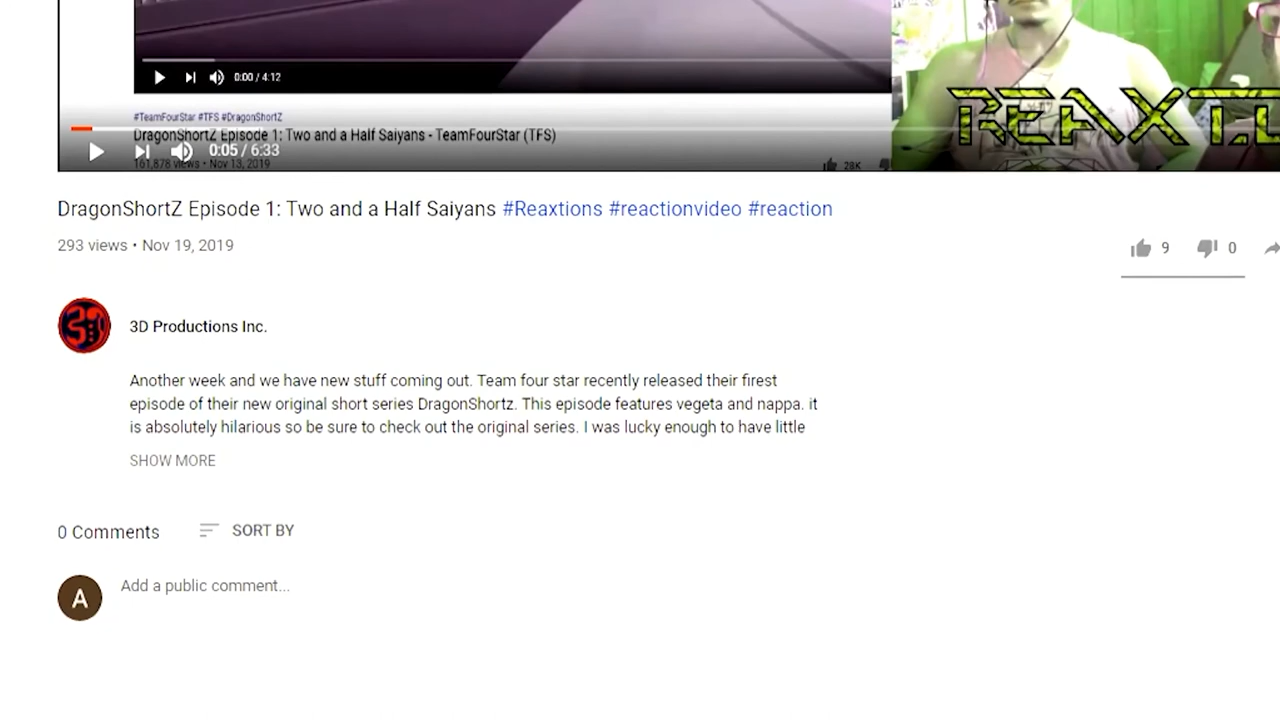 0:00 / 4:12
#TeamFourStar #TFS #DragonShortZ
DragonShortZ Episode 1: Two and a Half Saiyans - TeamFourStar (TFS)
0:05 / 6:33
161,878 views • Nov 13, 2019
28K
DragonShortZ Episode 1: Two and a Half Saiyans #Reaxtions #reactionvideo #reaction
293 views • Nov 19, 2019
9 0
3D Productions Inc.
Another week and we have new stuff coming out. Team four star recently released their firest
episode of their new original short series DragonShortz. This episode features vegeta and nappa. it
is absolutely hilarious so be sure to check out the original series. I was lucky enough to have little
SHOW MORE
0 Comments SORT BY
A Add a public comment...